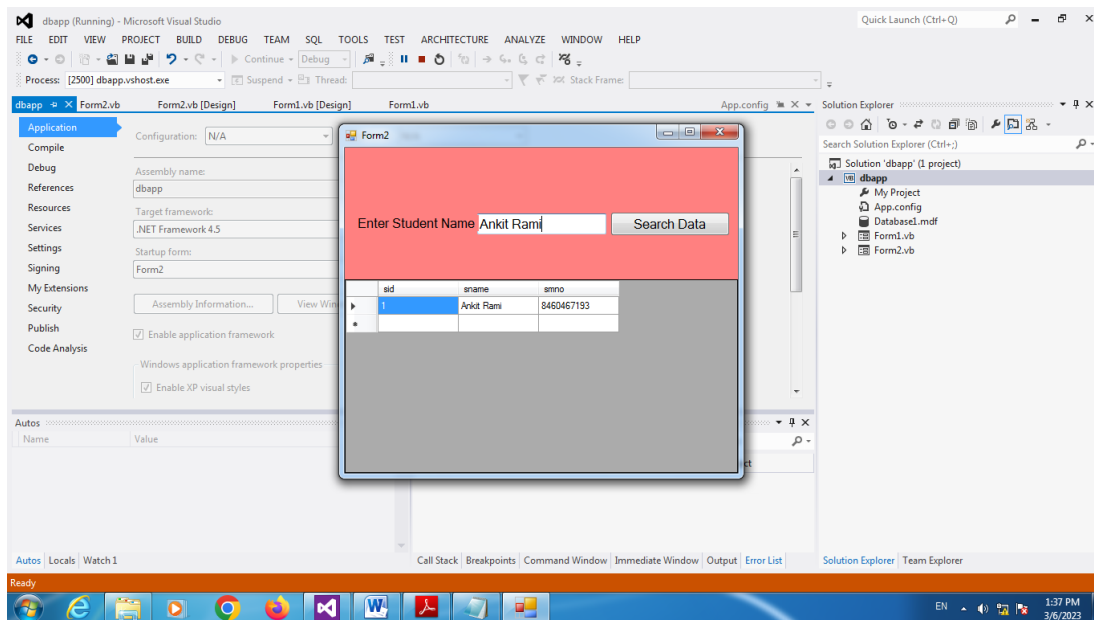 dbapp (Running) - Microsoft Visual Studio
Quick Launch (Ctrl+Q)
FILE EDIT VIEW PROJECT BUILD DEBUG TEAM SQL TOOLS TEST ARCHITECTURE ANALYZE WINDOW HELP
Continue Debug
Process: [2500] dbapp.vshost.exe Suspend Thread: Stack Frame:
dbapp Form2.vb Form2.vb [Design] Form1.vb [Design] Form1.vb App.config
Application
Compile
Debug
References
Resources
Services
Settings
Signing
My Extensions
Security
Publish
Code Analysis
Configuration: N/A
Assembly name:
dbapp
Target framework:
.NET Framework 4.5
Startup form:
Form2
Assembly Information... View Win
Enable application framework
Windows application framework properties
Enable XP visual styles
Form2
Enter Student Name Ankit Rami Search Data
sid sname smno
1 Ankit Rami 8460467193
Solution Explorer
Search Solution Explorer (Ctrl+;)
Solution 'dbapp' (1 project)
VB dbapp
My Project
App.config
Database1.mdf
Form1.vb
Form2.vb
Autos
Name Value
ct
Autos Locals Watch 1
Call Stack Breakpoints Command Window Immediate Window Output Error List
Solution Explorer Team Explorer
Ready
EN
1:37 PM
3/6/2023